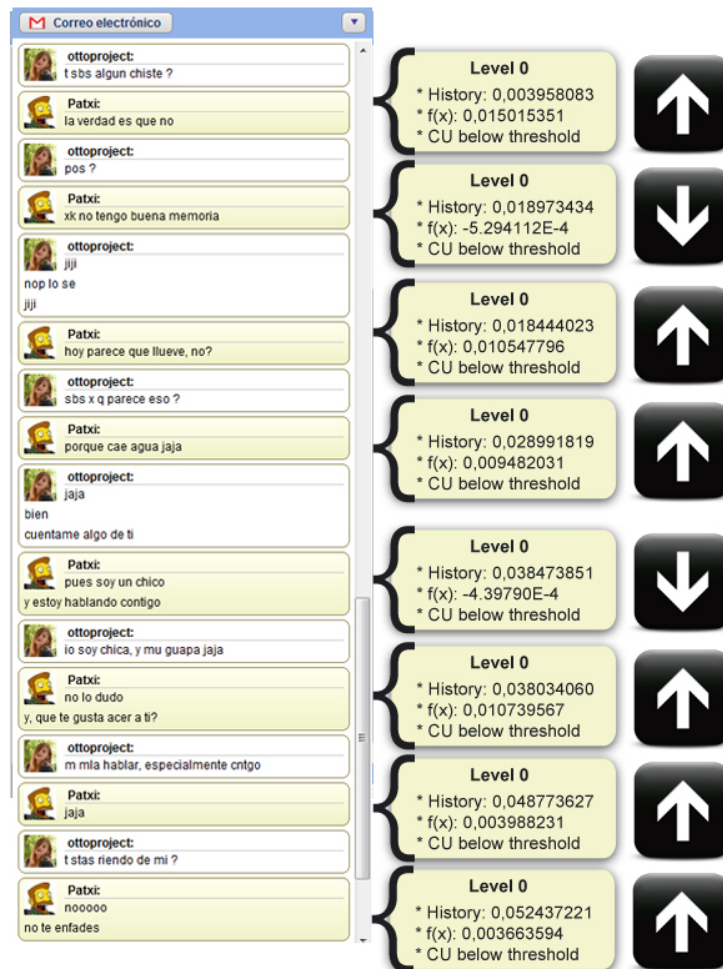 Correo electrónico
ottoproject:
t sbs algun chiste ?
Patxi:
la verdad es que no
Level 0
* History: 0,003958083
* f(x): 0,015015351
* CU below threshold
ottoproject:
pos ?
Patxi:
xk no tengo buena memoria
Level 0
* History: 0,018973434
* f(x): -5.294112E-4
* CU below threshold
ottoproject:
jiji
nop lo se
jiji
Patxi:
hoy parece que llueve, no?
Level 0
* History: 0,018444023
* f(x): 0,010547796
* CU below threshold
ottoproject:
sbs x q parece eso ?
Patxi:
porque cae agua jaja
Level 0
* History: 0,028991819
* f(x): 0,009482031
* CU below threshold
ottoproject:
jaja
bien
cuentame algo de ti
Patxi:
pues soy un chico
y estoy hablando contigo
Level 0
* History: 0,038473851
* f(x): -4.39790E-4
* CU below threshold
ottoproject:
io soy chica, y mu guapa jaja
Patxi:
no lo dudo
y, que te gusta acer a ti?
Level 0
* History: 0,038034060
* f(x): 0,010739567
* CU below threshold
ottoproject:
m mla hablar, especialmente cntgo
Patxi:
jaja
Level 0
* History: 0,048773627
* f(x): 0,003988231
* CU below threshold
ottoproject:
t stas riendo de mi ?
Patxi:
nooooo
no te enfades
Level 0
* History: 0,052437221
* f(x): 0,003663594
* CU below threshold